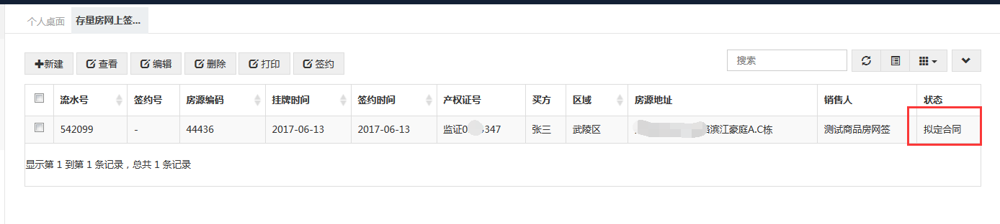 个人桌面 存量房网上签...
新建 查看 编辑 删除 打印 签约 搜索
流水号 签约号 房源编码 挂牌时间 签约时间 产权证号 买方 区域 房源地址 销售人 状态
542099 - 44436 2017-06-13 2017-06-13 监证0 347 张三 武陵区 滨江豪庭A.C栋 测试商品房网签 拟定合同
显示第 1 到第 1 条记录，总共 1 条记录